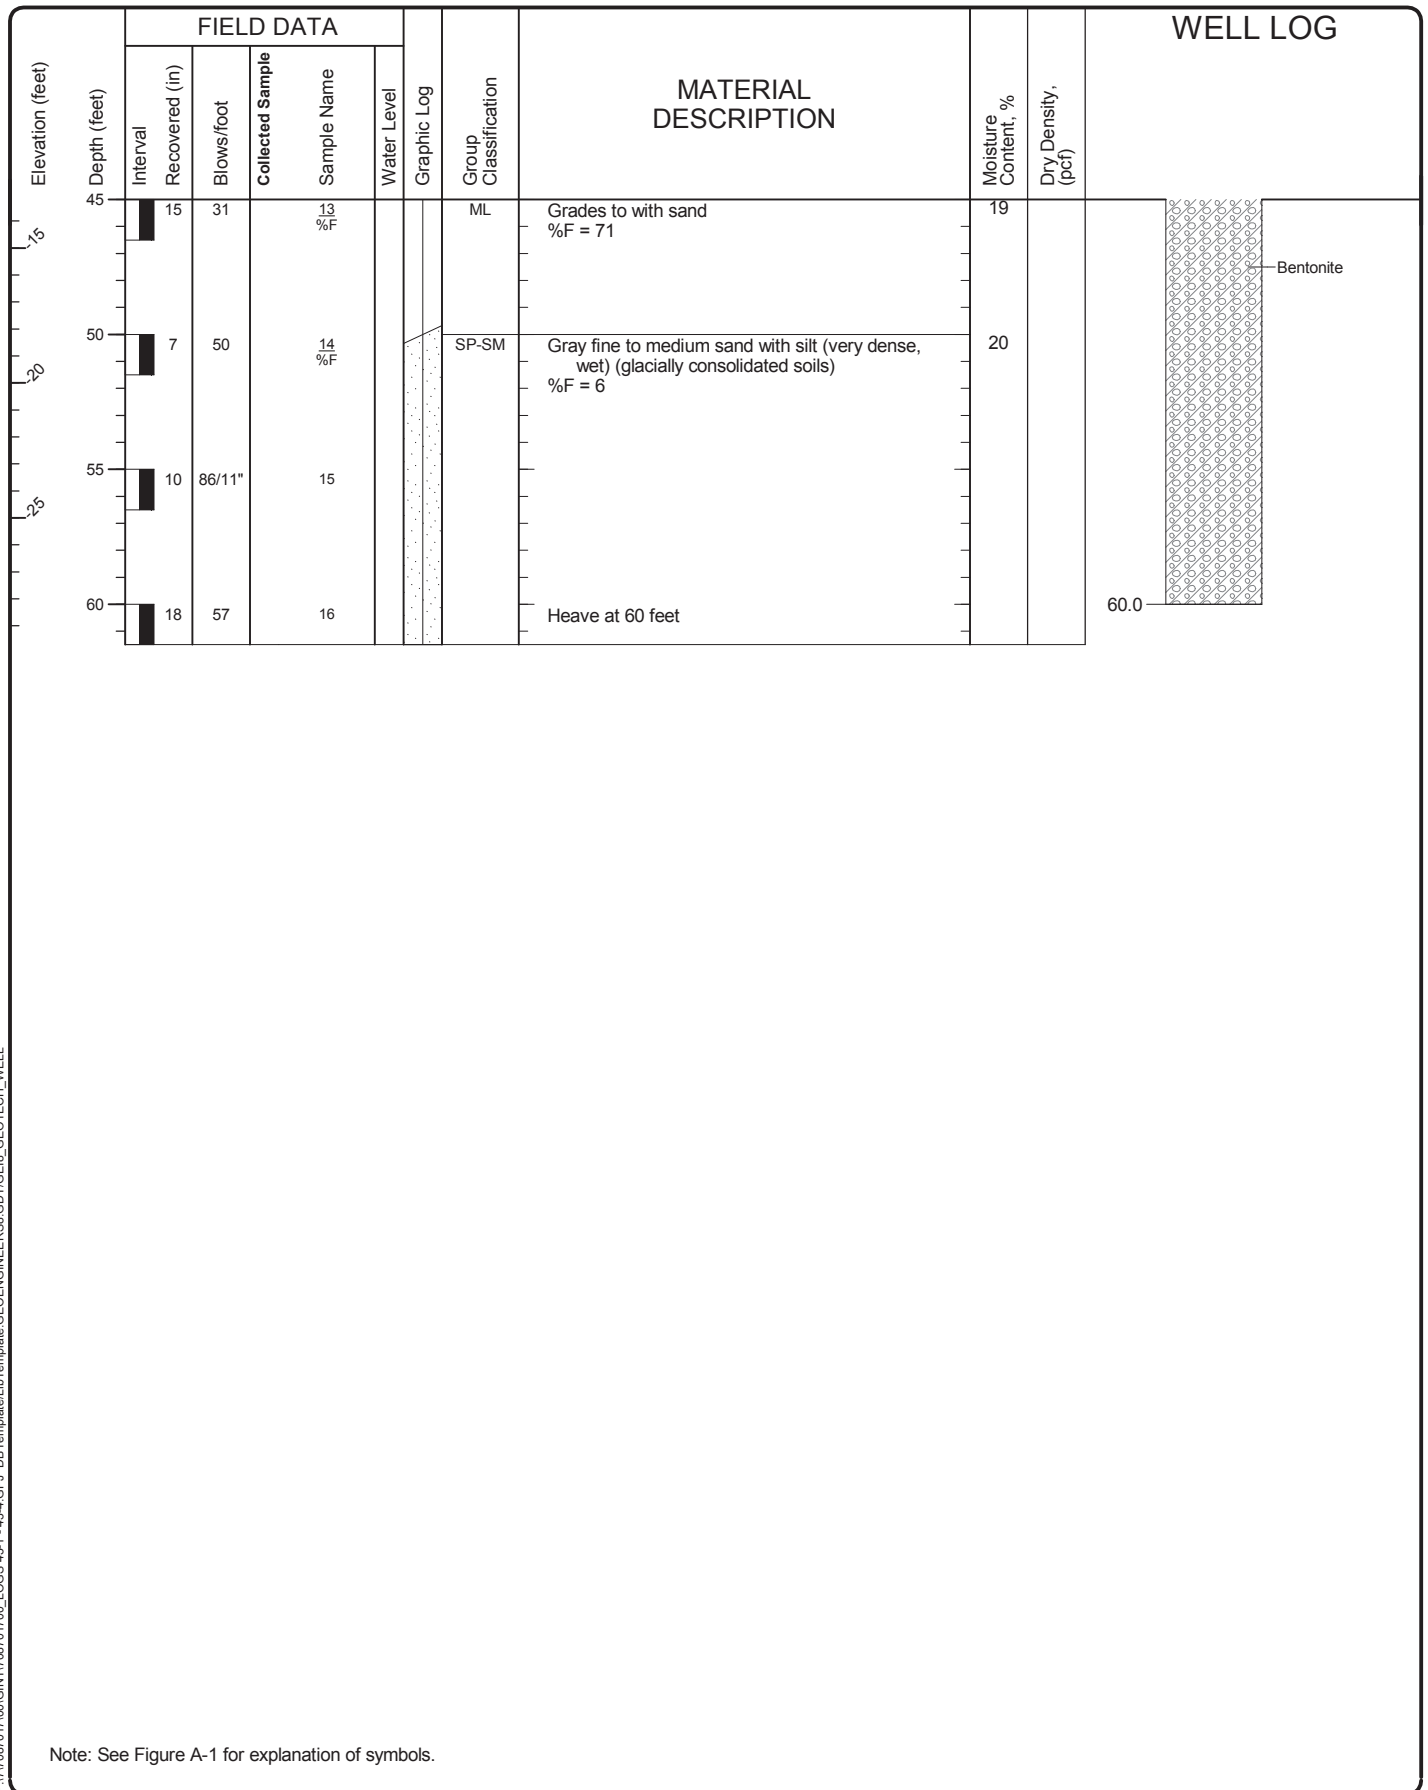 FIELD DATA
WELL LOG
Elevation (feet)
Depth (feet)
Interval
Recovered (in)
Blows/foot
Collected Sample
Sample Name
Water Level
Graphic Log
Group
Classification
MATERIAL
DESCRIPTION
Moisture
Content, %
Dry Density,
(pcf)
45
15
31
13
%F
ML
Grades to with sand
%F = 71
19
-15
Bentonite
50
7
50
14
%F
SP-SM
Gray fine to medium sand with silt (very dense,
wet) (glacially consolidated soils)
%F = 6
20
-20
55
10
86/11"
15
-25
60
18
57
16
Heave at 60 feet
60.0
Note: See Figure A-1 for explanation of symbols.